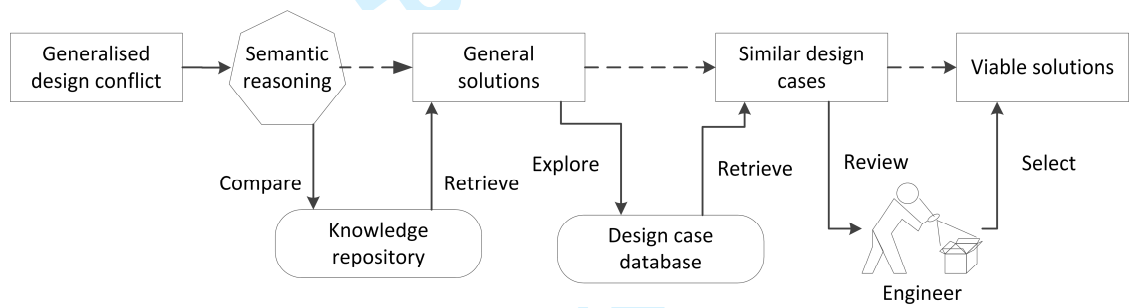 Generalised
design conflict
Semantic
reasoning
General
solutions
Similar design
cases
Viable solutions
Compare
Retrieve
Explore
Retrieve
Review
Select
Knowledge
repository
Design case
database
Engineer